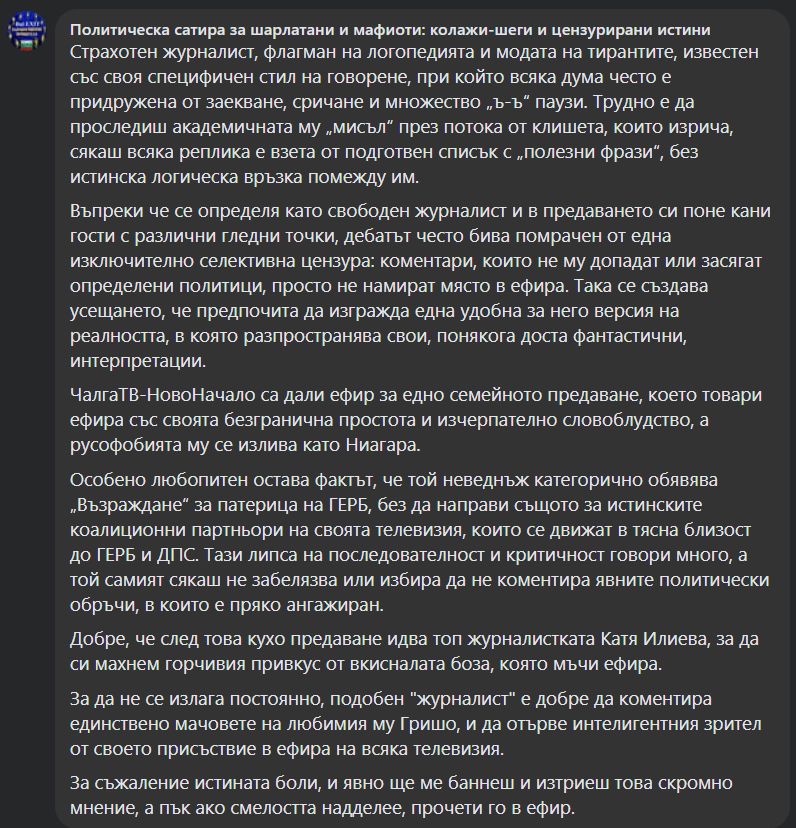 Политическа сатира за шарлатани и мафиоти: колажи-шеги и цензурирани истини
Страхотен журналист, флагман на логопедията и модата на тирантите, известен
със своя специфичен стил на говорене, при който всяка дума често е
придружена от заекване, сричане и множество „ъ-ъ“ паузи. Трудно е да
проследиш академичната му „мисъл“ през потока от клишета, които изрича,
сякаш всяка реплика е взета от подготвен списък с „полезни фрази“, без
истинска логическа връзка помежду им.
Въпреки че се определя като свободен журналист и в предаването си поне кани
гости с различни гледни точки, дебатът често бива помрачен от една
изключително селективна цензура: коментари, които не му допадат или засягат
определени политици, просто не намират място в ефира. Така се създава
усещането, че предпочита да изгражда една удобна за него версия на
реалността, в която разпространява свои, понякога доста фантастични,
интерпретации.
ЧалгаТВ-НовоНачало са дали ефир за едно семейното предаване, което товари
ефира със своята безгранична простота и изчерпателно словоблудство, а
русофобията му се излива като Ниагара.
Особено любопитен остава фактът, че той неведнъж категорично обявява
„Възраждане“ за патерица на ГЕРБ, без да направи същото за истинските
коалиционни партньори на своята телевизия, които се движат в тясна близост
до ГЕРБ и ДПС. Тази липса на последователност и критичност говори много, а
той самият сякаш не забелязва или избира да не коментира явните политически
обръчи, в които е пряко ангажиран.
Добре, че след това кухо предаване идва топ журналистката Катя Илиева, за да
си махнем горчивия привкус от вкисналата боза, която мъчи ефира.
За да не се излага постоянно, подобен "журналист" е добре да коментира
единствено мачовете на любимия му Гришо, и да отърве интелигентния зрител
от своето присъствие в ефира на всяка телевизия.
За съжаление истината боли, и явно ще ме баннеш и изтриеш това скромно
мнение, а пък ако смелостта надделее, прочети го в ефир.